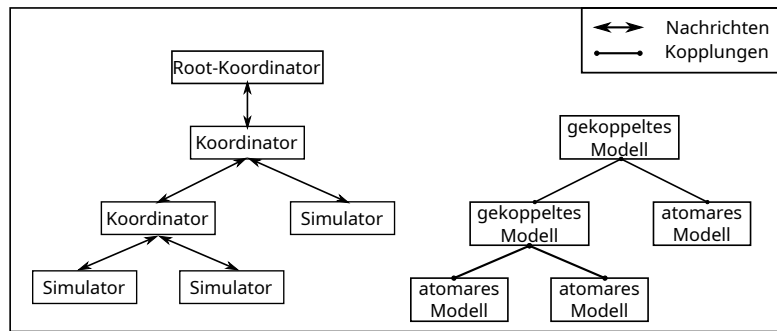 Nachrichten
Kopplungen
Root-Koordinator
Koordinator
Koordinator
Simulator
Simulator
Simulator
gekoppeltes
Modell
gekoppeltes
Modell
atomares
Modell
atomares
Modell
atomares
Modell